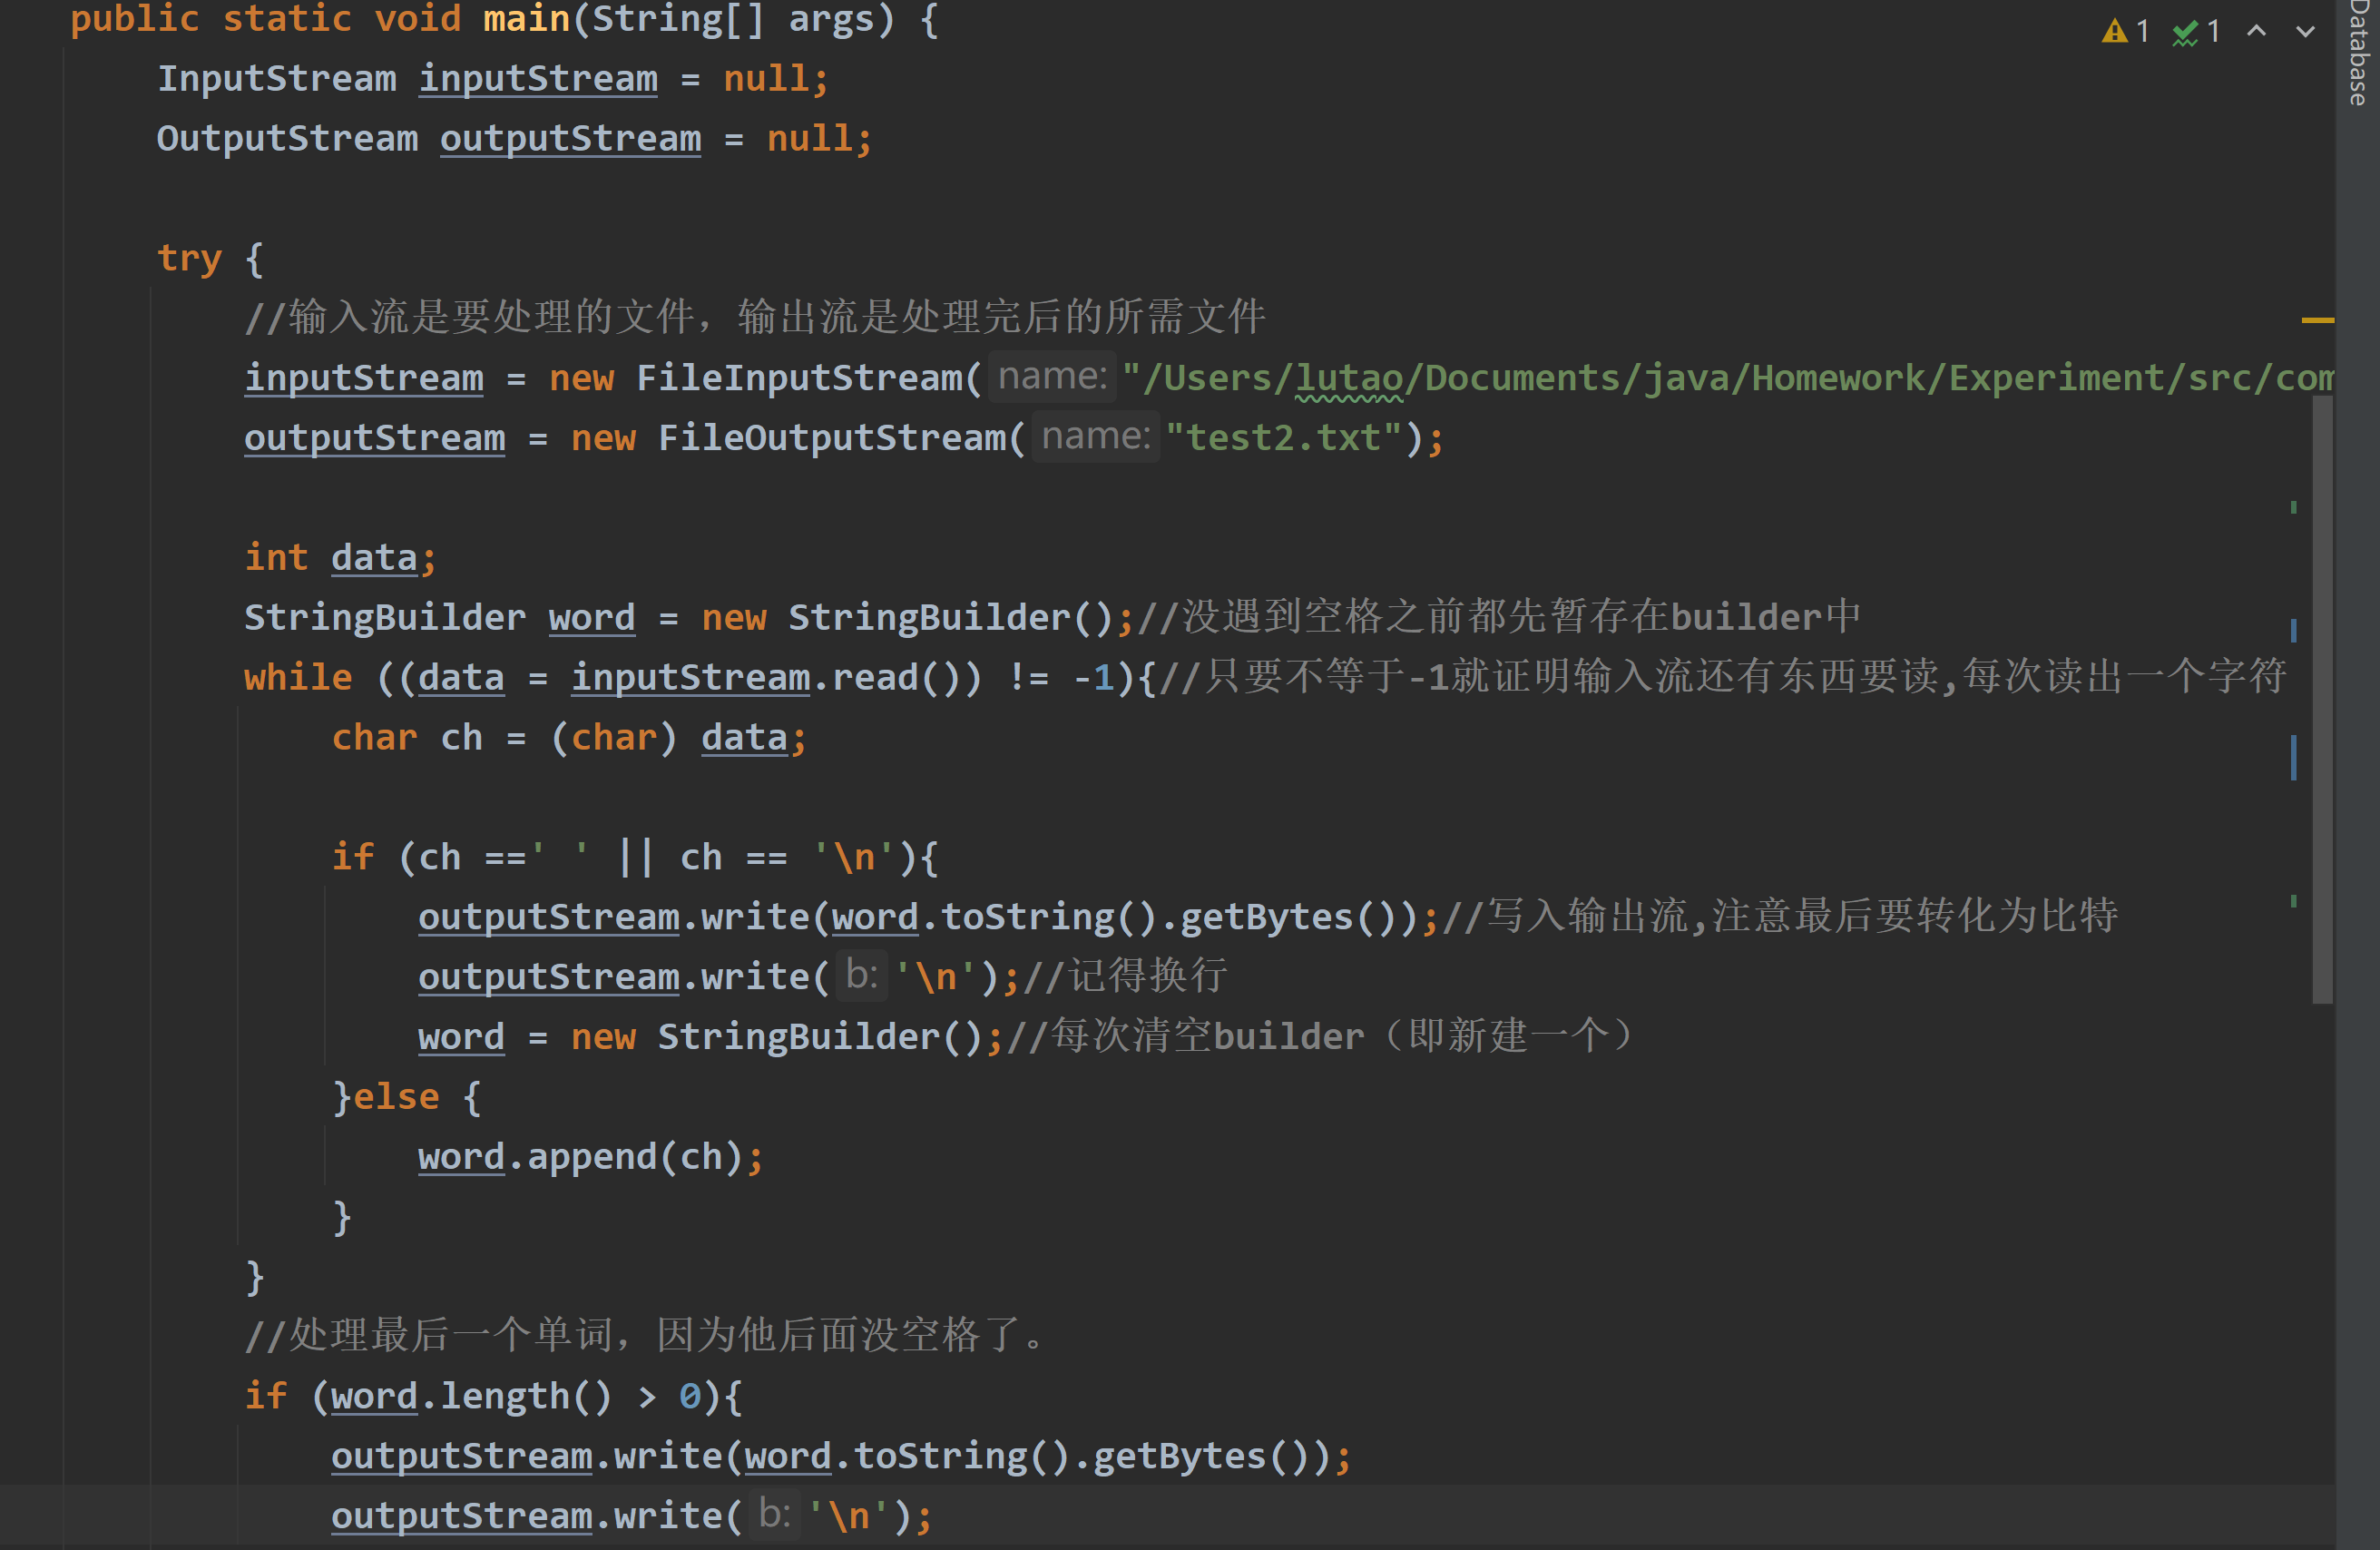 public static void main(String[] args) {
1 1
Database
InputStream inputStream = null;
OutputStream outputStream = null;
try {
//输入流是要处理的文件，输出流是处理完后的所需文件
inputStream = new FileInputStream( name: "/Users/lutao/Documents/java/Homework/Experiment/src/com
outputStream = new FileOutputStream( name: "test2.txt");
int data;
StringBuilder word = new StringBuilder();//没遇到空格之前都先暂存在builder中
while ((data = inputStream.read()) != -1){//只要不等于-1就证明输入流还有东西要读,每次读出一个字符
char ch = (char) data;
if (ch ==' ' || ch == '\n'){
outputStream.write(word.toString().getBytes());//写入输出流,注意最后要转化为比特
outputStream.write( b: '\n');//记得换行
word = new StringBuilder();//每次清空builder（即新建一个）
}else {
word.append(ch);
}
}
//处理最后一个单词，因为他后面没空格了。
if (word.length() > 0){
outputStream.write(word.toString().getBytes());
outputStream.write( b: '\n');